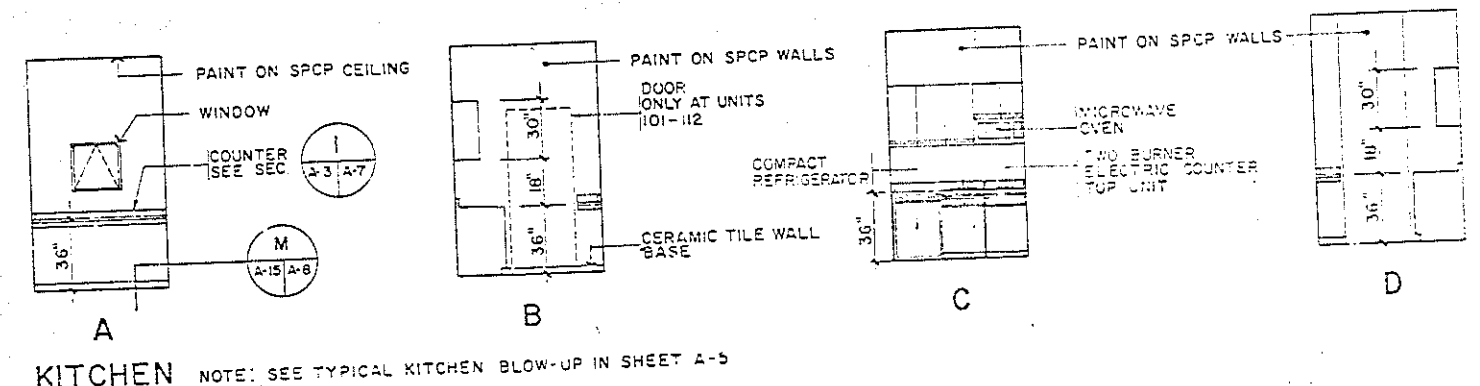 PAINT ON SPCP CEILING
WINDOW
COUNTER
SEE SEC.
1
A-3 A-7
36"
M
A-15 A-8
A
PAINT ON SPCP WALLS
DOOR
ONLY AT UNITS
101-112
30"
18"
36"
CERAMIC TILE WALL
BASE
B
COMPACT
REFRIGERATOR
36"
C
PAINT ON SPCP WALLS
MICROWAVE
OVEN
TWO BURNER
ELECTRIC COUNTER
TOP UNIT
30"
18"
36"
D
KITCHEN NOTE: SEE TYPICAL KITCHEN BLOW-UP IN SHEET A-5